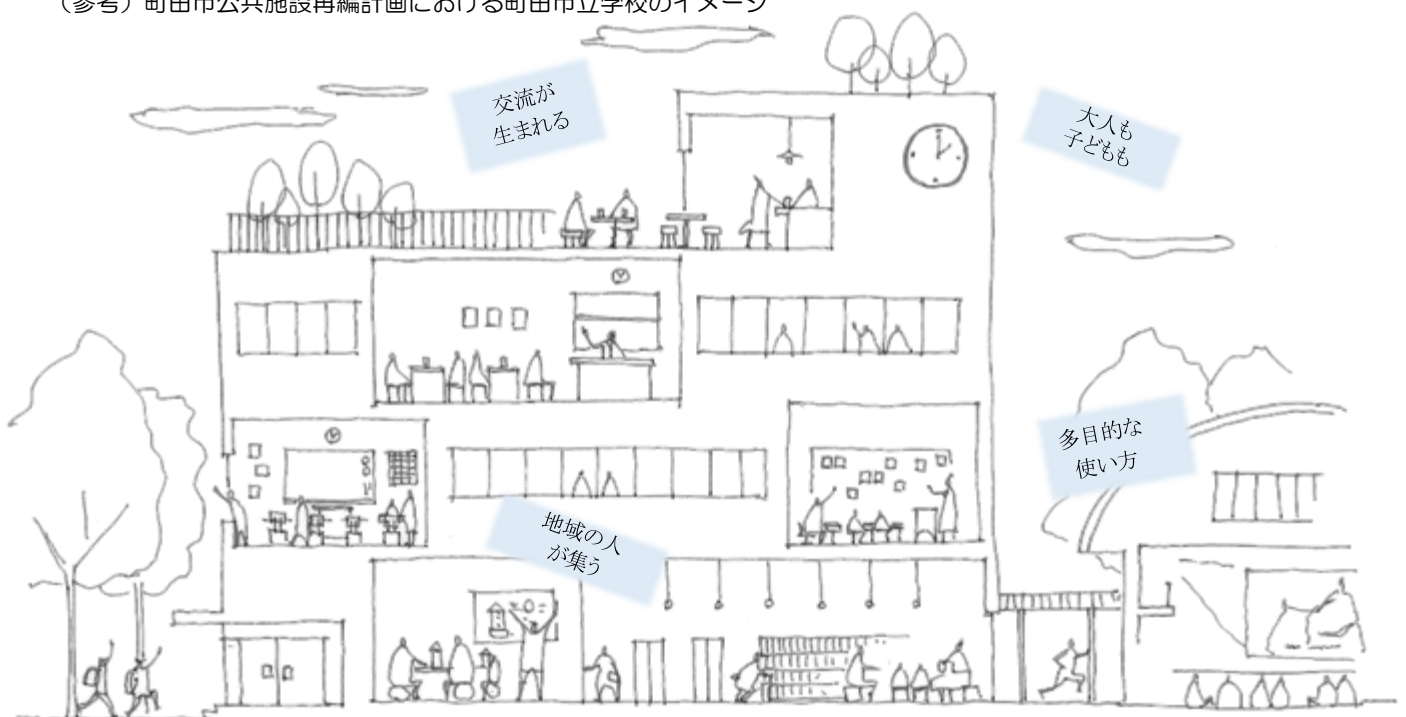 （参考）町田市公共施設再編計画における町田市立学校のイメージ
交流が
生まれる
大人も
子どもも
多目的な
使い方
地域の人
が集う